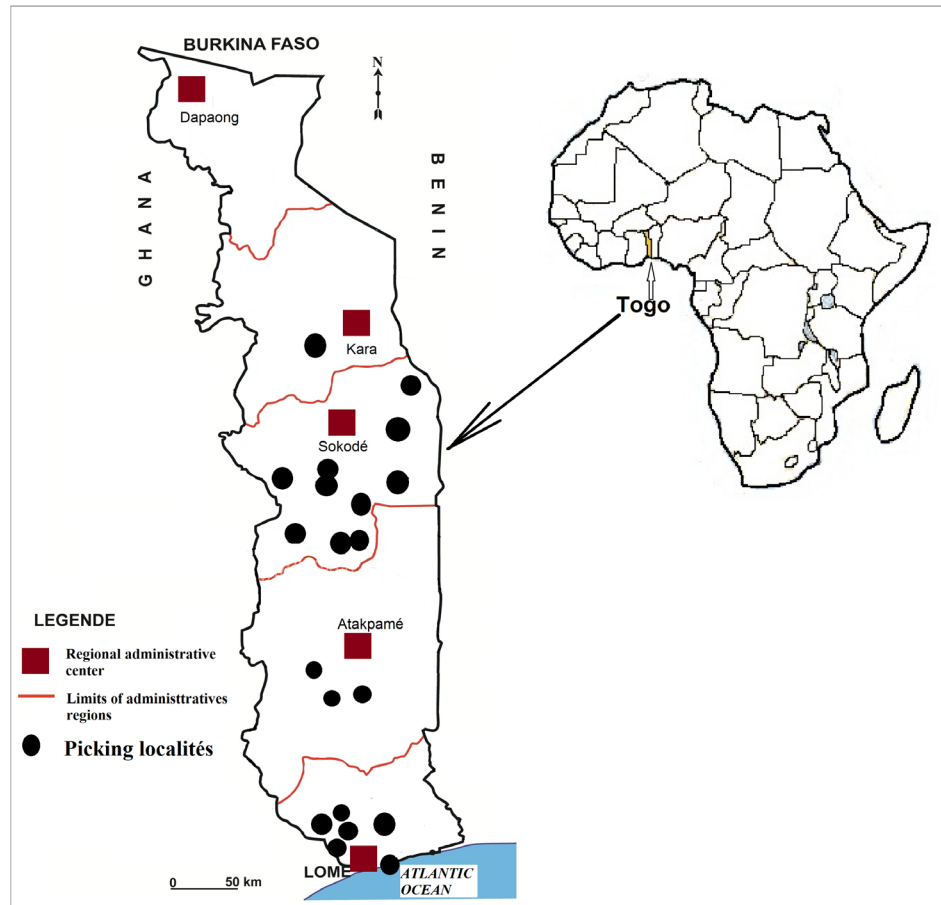 BURKINA FASO
N
Dapaong
GHANA
BENIN
Togo
Kara
Sokodé
LEGENDE
Atakpamé
Regional administrative
center
Limits of administtratives
regions
Picking localités
LOME
ATLANTIC
OCEAN
0 50 km